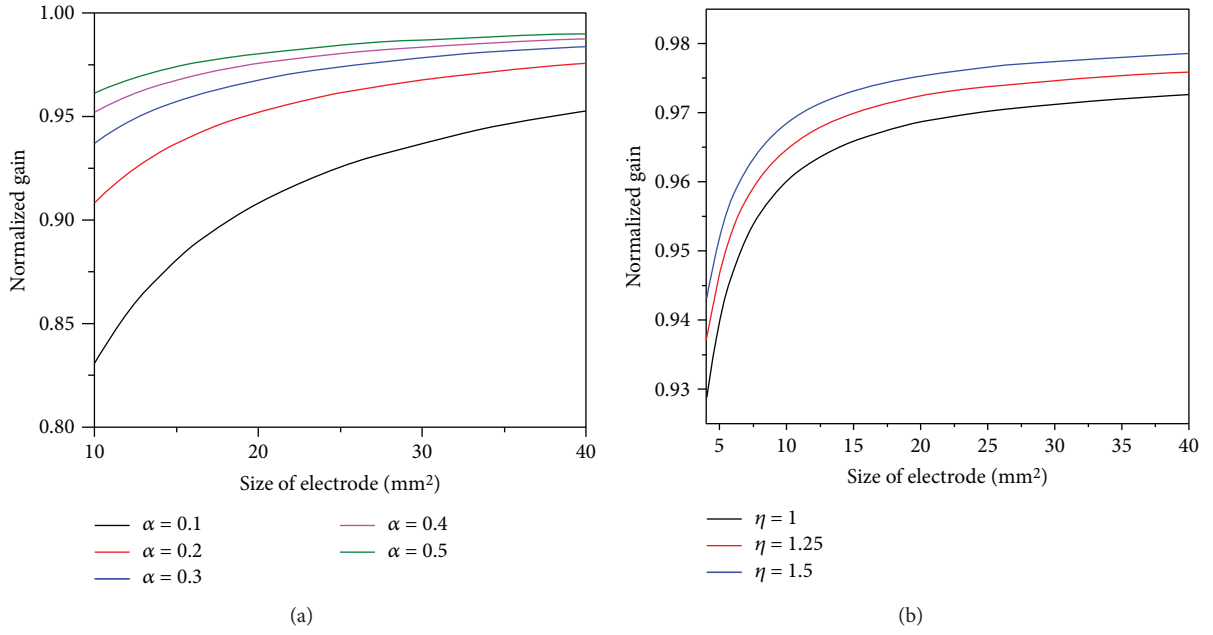 1.00
0.95
0.90
0.85
0.80
Normalized gain
10
20
30
40
Size of electrode (mm²)
α = 0.1
α = 0.2
α = 0.3
α = 0.4
α = 0.5
(a)
0.98
0.97
0.96
0.95
0.94
0.93
Normalized gain
5
10
15
20
25
30
35
40
Size of electrode (mm²)
η = 1
η = 1.25
η = 1.5
(b)